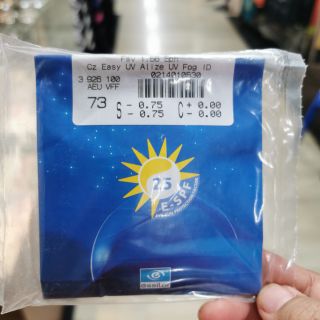 Cz Easy UV Alize UV Fog ID
0214010530
3 926 100
AEU VFF
73 S - 0.75 C + 0.00
- 0.75 - 0.00
25
E-SPF
essilor